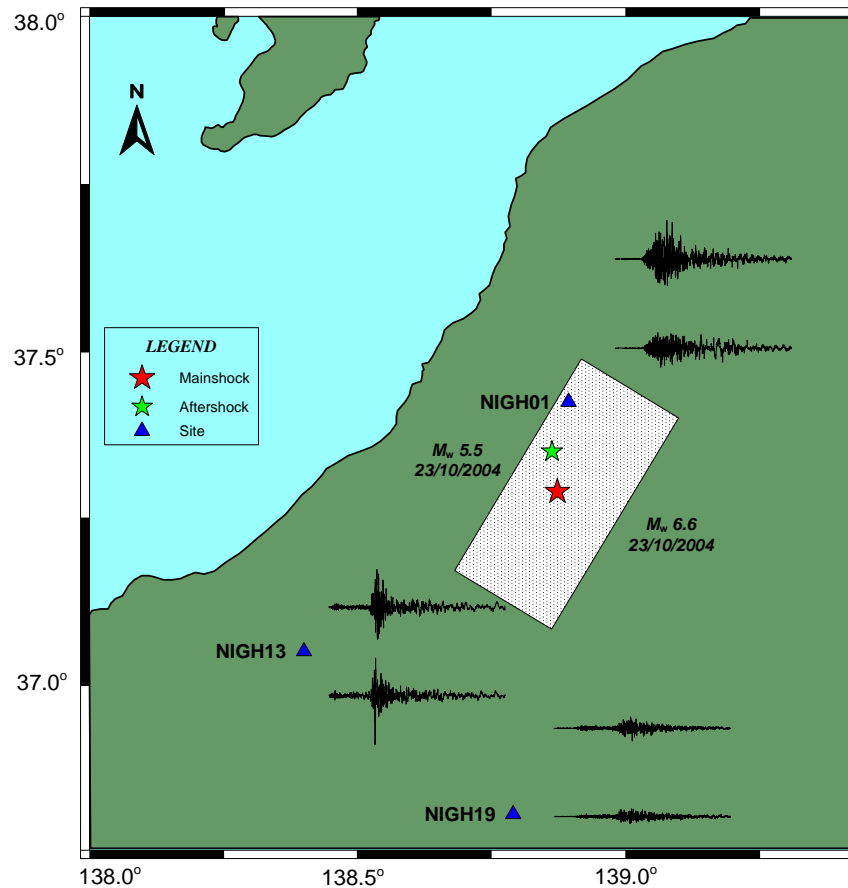 38.0°
N
37.5°
LEGEND
Mainshock
Aftershock
Site
NIGH01
Mw 5.5
23/10/2004
Mw 6.6
23/10/2004
NIGH13
37.0°
NIGH19
138.0° 138.5° 139.0°